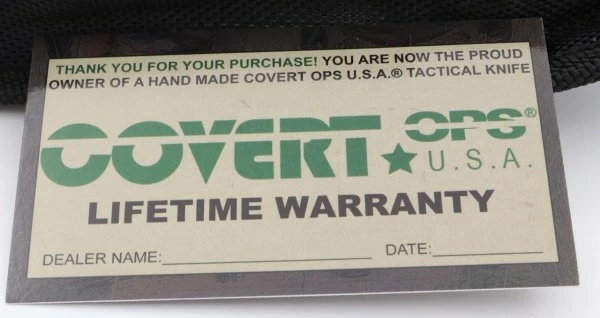 THANK YOU FOR YOUR PURCHASE! YOU ARE NOW THE PROUD
OWNER OF A HAND MADE COVERT OPS U.S.A.® TACTICAL KNIFE
COVERT OPS®
U.S.A.
LIFETIME WARRANTY
DEALER NAME: DATE: